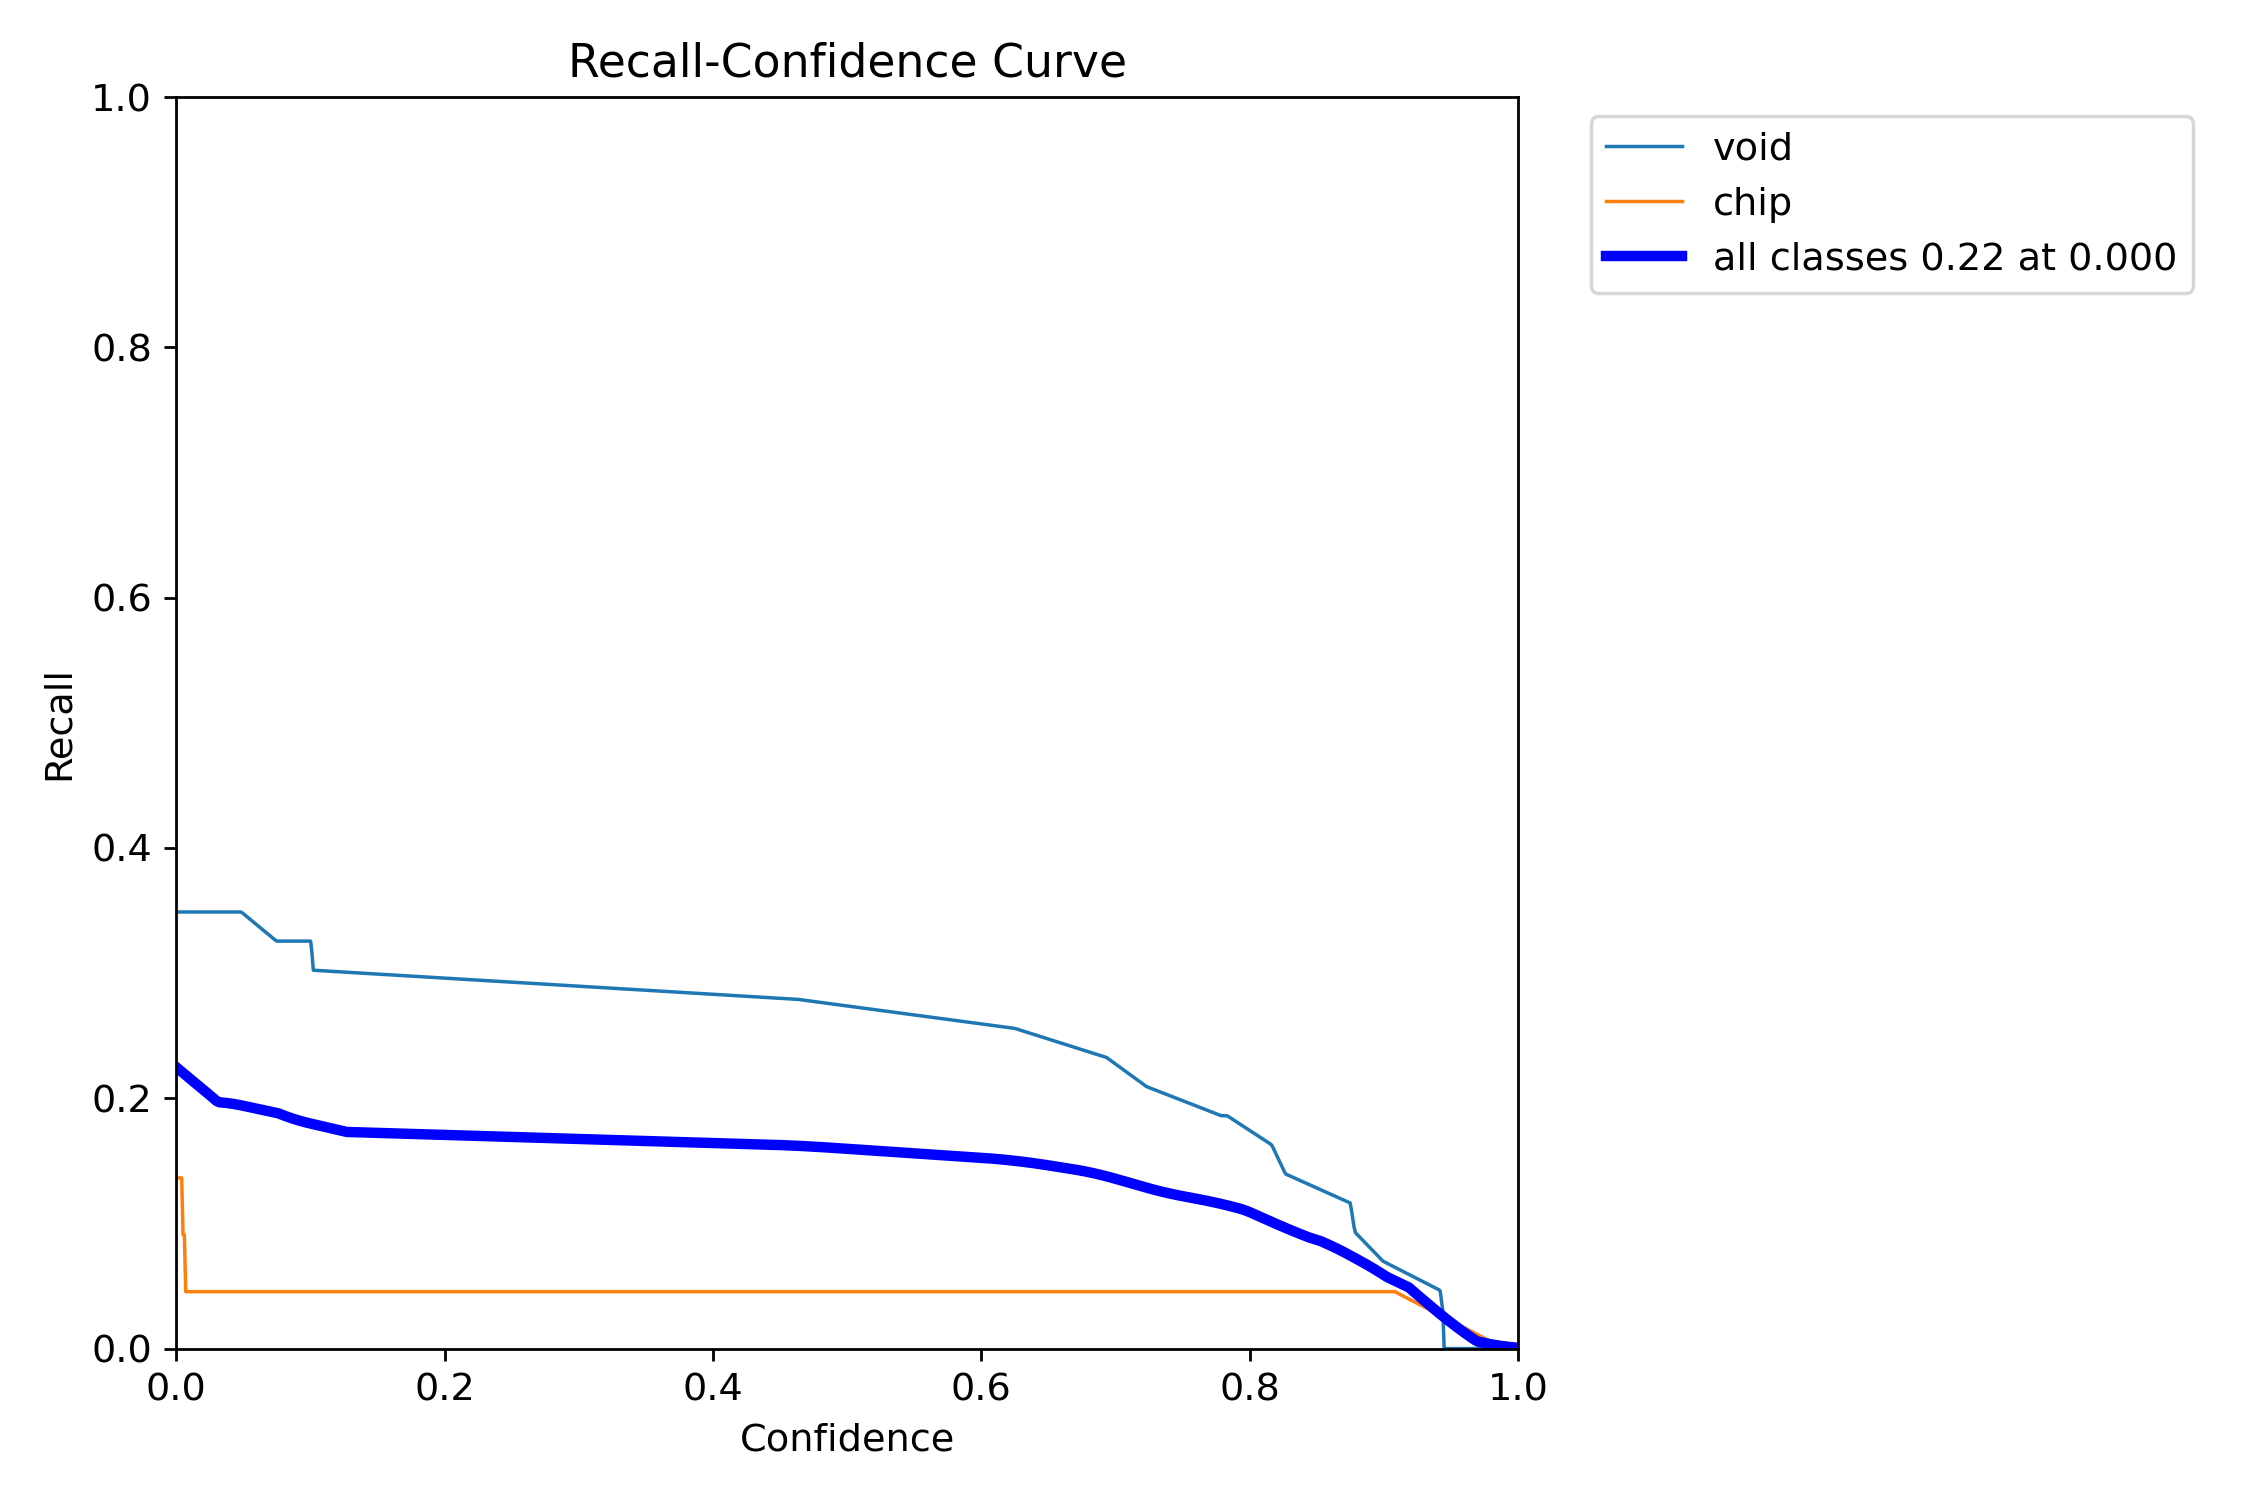 Recall-Confidence Curve
1.0
0.8
0.6
0.4
0.2
0.0
Recall
0.0 0.2 0.4 0.6 0.8 1.0
Confidence
void
chip
all classes 0.22 at 0.000